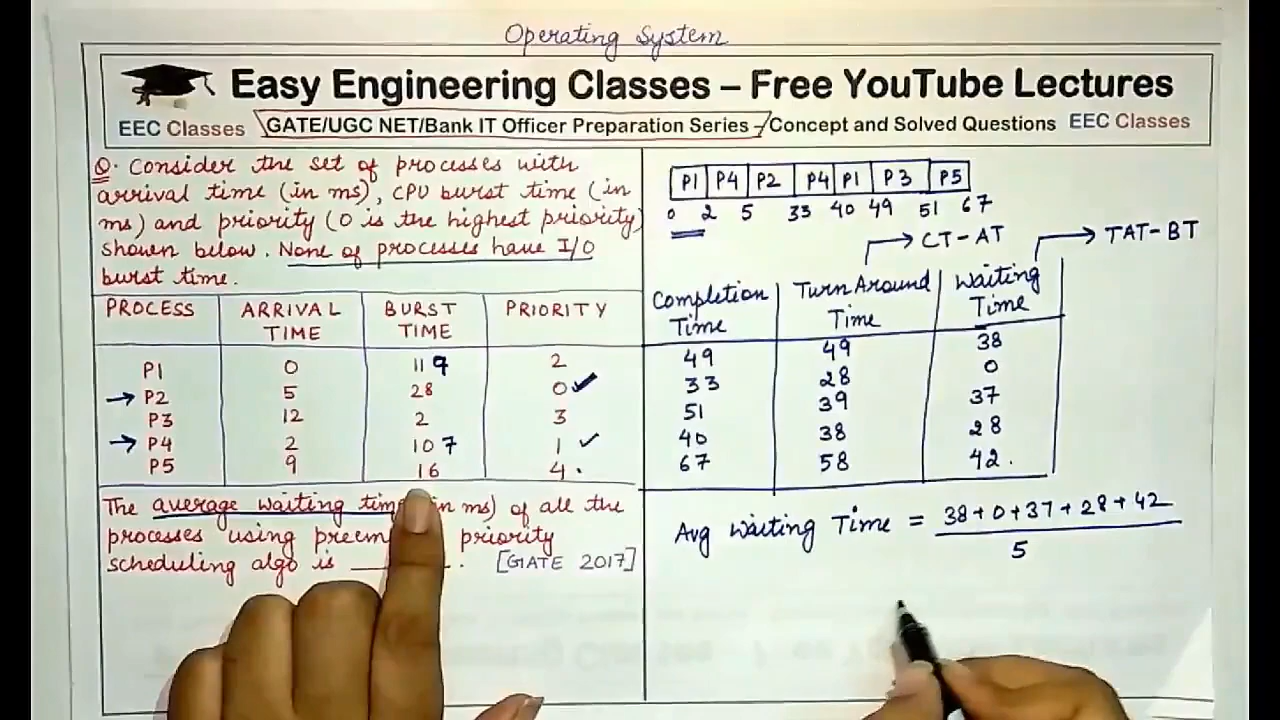 Operating System
Easy Engineering Classes – Free YouTube Lectures
EEC Classes GATE/UGC NET/Bank IT Officer Preparation Series – Concept and Solved Questions EEC Classes
Q. Consider the set of processes with
arrival time (in ms), CPU burst time (in
ms) and priority (0 is the highest priority)
shown below. None of processes have I/O
burst time.
PROCESS ARRIVAL TIME BURST TIME PRIORITY
P1 0 11 9 2
→ P2 5 28 0 ✓
P3 12 2 3
→ P4 2 10 7 1 ✓
P5 9 16 4.
The average waiting time in ms) of all the
processes using preem priority
scheduling algo is ____. [GATE 2017]
P1 P4 P2 P4 P1 P3 P5
0 2 5 33 40 49 51 67
→ CT-AT → TAT-BT
Completion Time Turn Around Time Waiting Time
49 49 38
33 28 0
51 39 37
40 38 28
67 58 42.
Avg Waiting Time = 38+0+37+28+42
5